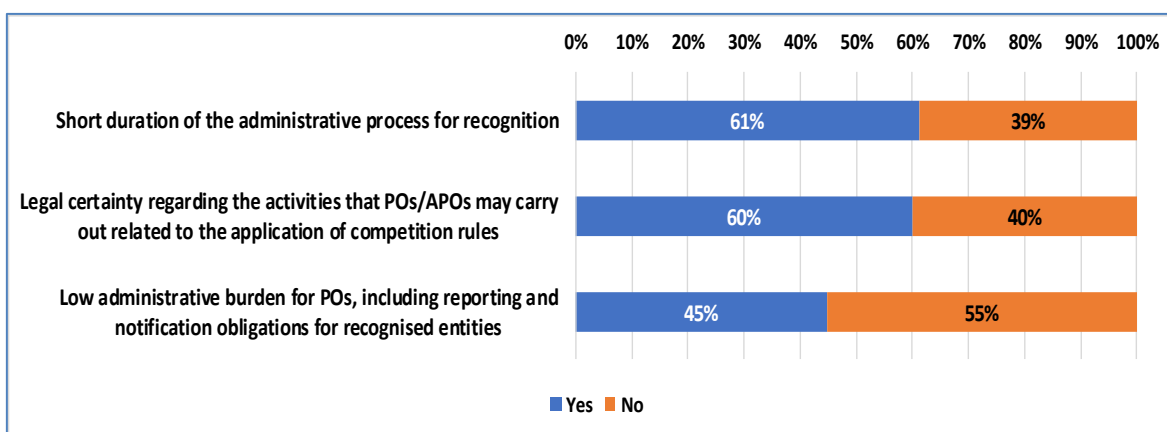 0% 10% 20% 30% 40% 50% 60% 70% 80% 90% 100%
Short duration of the administrative process for recognition
61% 39%
Legal certainty regarding the activities that POs/APOs may carry
out related to the application of competition rules
60% 40%
Low administrative burden for POs, including reporting and
notification obligations for recognised entities
45% 55%
Yes No